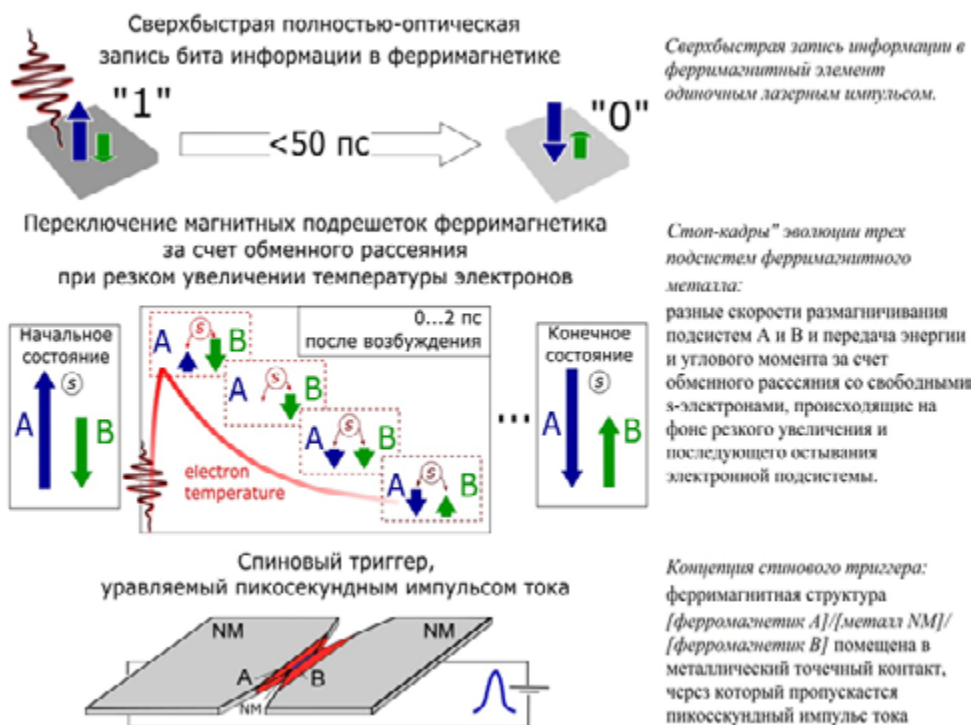 Сверхбыстрая полностью-оптическая
запись бита информации в ферримагнетике
"1"
<50 пс
"0"
Сверхбыстрая запись информации в
ферримагнитный элемент
одиночным лазерным импульсом.
Переключение магнитных подрешеток ферримагнетика
за счет обменного рассеяния
при резком увеличении температуры электронов
Начальное
состояние
S
A
B
0...2 пс
после возбуждения
A
S
B
A
S
B
A
S
B
A
S
B
electron
temperature
...
Конечное
состояние
S
A
B
Стоп-кадры" эволюции трех
подсистем ферримагнитного
металла:
разные скорости размагничивания
подсистем А и В и передача энергии
и углового момента за счет
обменного рассеяния со свободными
s-электронами, происходящие на
фоне резкого увеличения и
последующего остывания
электронной подсистемы.
Спиновый триггер,
уравляемый пикосекундным импульсом тока
NM
NM
A
B
NM
Концепция спинового триггера:
ферримагнитная структура
[ферромагнетик А]/[металл NM]/
[ферромагнетик В] помещена в
металлический точечный контакт,
через который пропускается
пикосекундный импульс тока